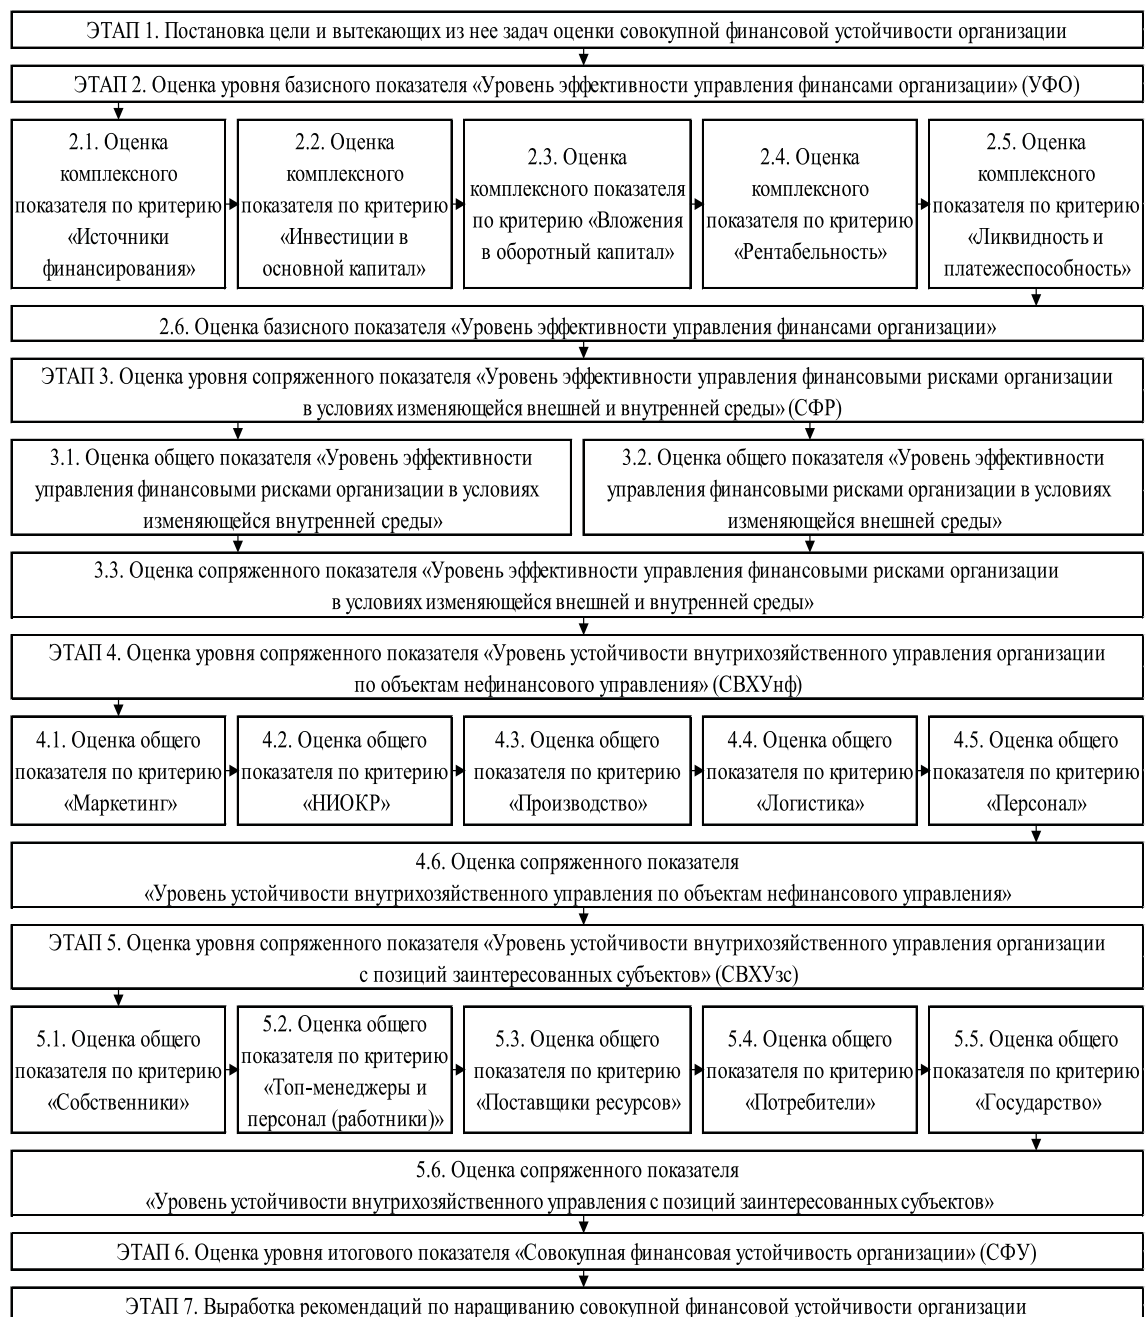 ЭТАП 1. Постановка цели и вытекающих из нее задач оценки совокупной финансовой устойчивости организации
ЭТАП 2. Оценка уровня базисного показателя «Уровень эффективности управления финансами организации» (УФО)
2.1. Оценка
комплексного
показателя по критерию
«Источники
финансирования»
2.2. Оценка
комплексного
показателя по критерию
«Инвестиции в
основной капитал»
2.3. Оценка
комплексного показателя
по критерию «Вложения
в оборотный капитал»
2.4. Оценка
комплексного
показателя по критерию
«Рентабельность»
2.5. Оценка
комплексного
показателя по критерию
«Ликвидность и
платежеспособность»
2.6. Оценка базисного показателя «Уровень эффективности управления финансами организации»
ЭТАП 3. Оценка уровня сопряженного показателя «Уровень эффективности управления финансовыми рисками организации
в условиях изменяющейся внешней и внутренней среды» (СФР)
3.1. Оценка общего показателя «Уровень эффективности
управления финансовыми рисками организации в условиях
изменяющейся внутренней среды»
3.2. Оценка общего показателя «Уровень эффективности
управления финансовыми рисками организации в условиях
изменяющейся внешней среды»
3.3. Оценка сопряженного показателя «Уровень эффективности управления финансовыми рисками организации
в условиях изменяющейся внешней и внутренней среды»
ЭТАП 4. Оценка уровня сопряженного показателя «Уровень устойчивости внутрихозяйственного управления организации
по объектам нефинансового управления» (СВХУнф)
4.1. Оценка общего
показателя по критерию
«Маркетинг»
4.2. Оценка общего
показателя по критерию
«НИОКР»
4.3. Оценка общего
показателя по критерию
«Производство»
4.4. Оценка общего
показателя по критерию
«Логистика»
4.5. Оценка общего
показателя по критерию
«Персонал»
4.6. Оценка сопряженного показателя
«Уровень устойчивости внутрихозяйственного управления по объектам нефинансового управления»
ЭТАП 5. Оценка уровня сопряженного показателя «Уровень устойчивости внутрихозяйственного управления организации
с позиций заинтересованных субъектов» (СВХУзс)
5.1. Оценка общего
показателя по критерию
«Собственники»
5.2. Оценка общего
показателя по критерию
«Топ-менеджеры и
персонал (работники)»
5.3. Оценка общего
показателя по критерию
«Поставщики ресурсов»
5.4. Оценка общего
показателя по критерию
«Потребители»
5.5. Оценка общего
показателя по критерию
«Государство»
5.6. Оценка сопряженного показателя
«Уровень устойчивости внутрихозяйственного управления с позиций заинтересованных субъектов»
ЭТАП 6. Оценка уровня итогового показателя «Совокупная финансовая устойчивость организации» (СФУ)
ЭТАП 7. Выработка рекомендаций по наращиванию совокупной финансовой устойчивости организации